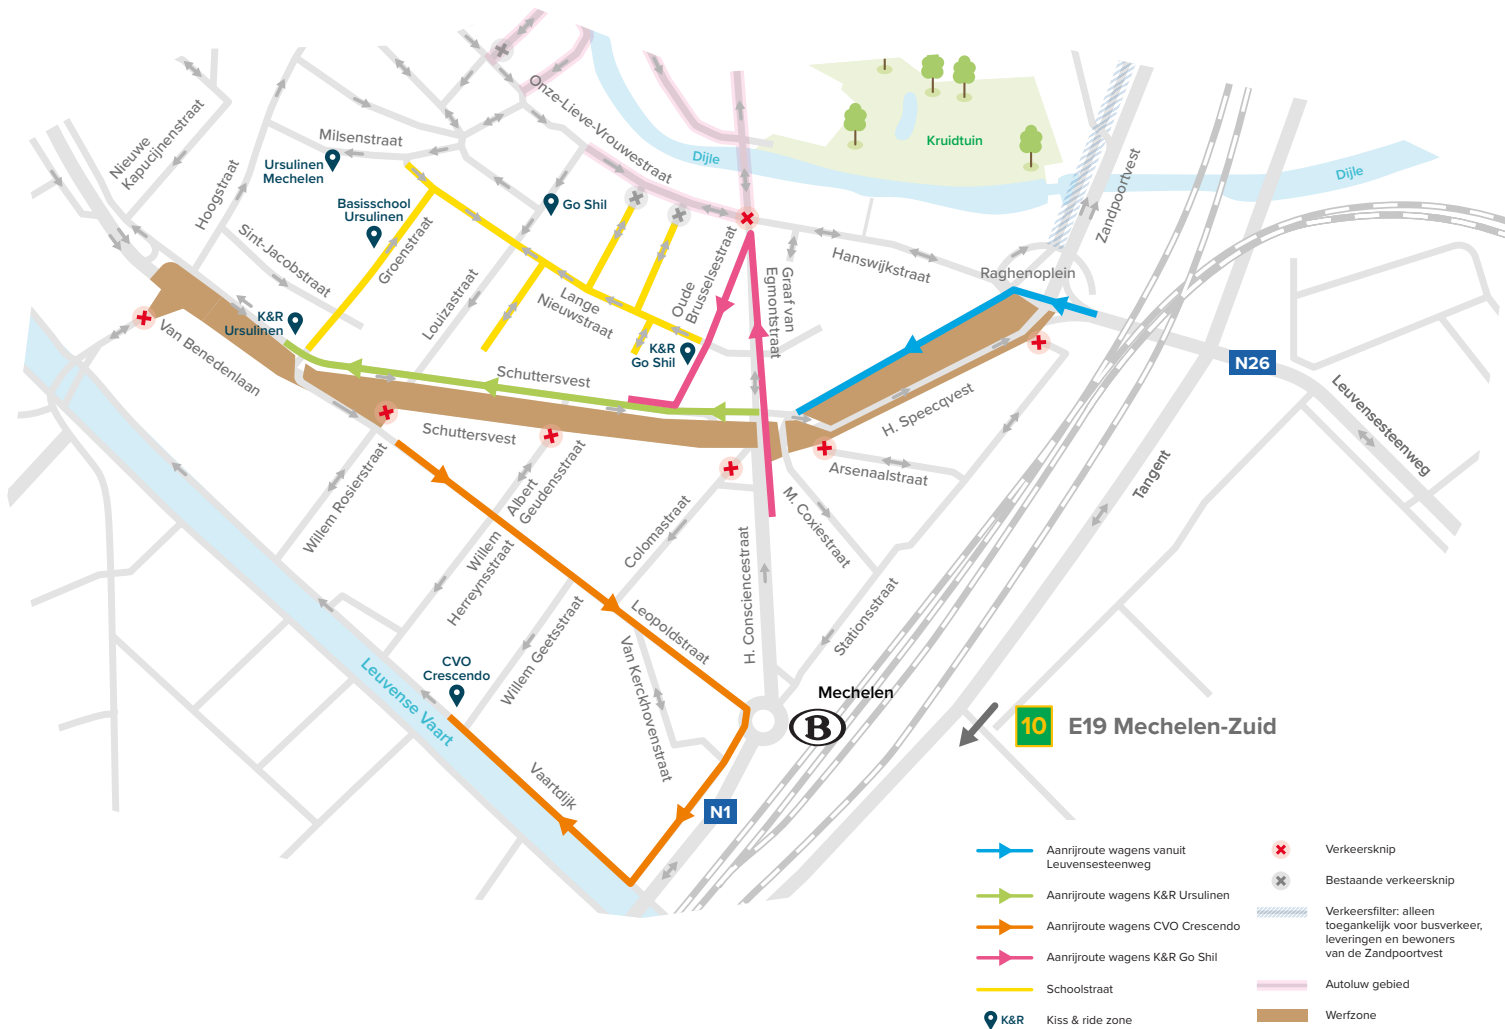 Nieuwe
Kapucijnenstraat
Hoogstraat
Milsenstraat
Ursulinen
Mechelen
Basisschool
Ursulinen
Sint-Jacobstraat
Groenstraat
Onze-Lieve-Vrouwestraat
Dijle
Kruidtuin
Dijle
Zandpoortvest
Go Shil
Hanswijkstraat
Raghenoplein
Louizastraat
Lange
Nieuwstraat
Oude
Brusselsestraat
Graaf van
Egmontstraat
K&R
Ursulinen
K&R
Go Shil
Van Benedenlaan
Schuttersvest
Schuttersvest
H. Speecqvest
N26
Leuvensesteenweg
Tangent
Arsenaalstraat
Willem Rosierstraat
Albert
Geudensstraat
Willem
Herreynsstraat
Colomastraat
M. Coxiestraat
H. Consciencestraat
Stationsstraat
Leopoldstraat
Willem Geetsstraat
Van Kerckhovenstraat
CVO
Crescendo
Leuvense Vaart
Vaartdijk
Mechelen
B
N1
10
E19 Mechelen-Zuid
Aanrijroute wagens vanuit
Leuvensesteenweg
Aanrijroute wagens K&R Ursulinen
Aanrijroute wagens CVO Crescendo
Aanrijroute wagens K&R Go Shil
Schoolstraat
K&R
Kiss & ride zone
Verkeersknip
Bestaande verkeersknip
Verkeersfilter: alleen
toegankelijk voor busverkeer,
leveringen en bewoners
van de Zandpoortvest
Autoluw gebied
Werfzone